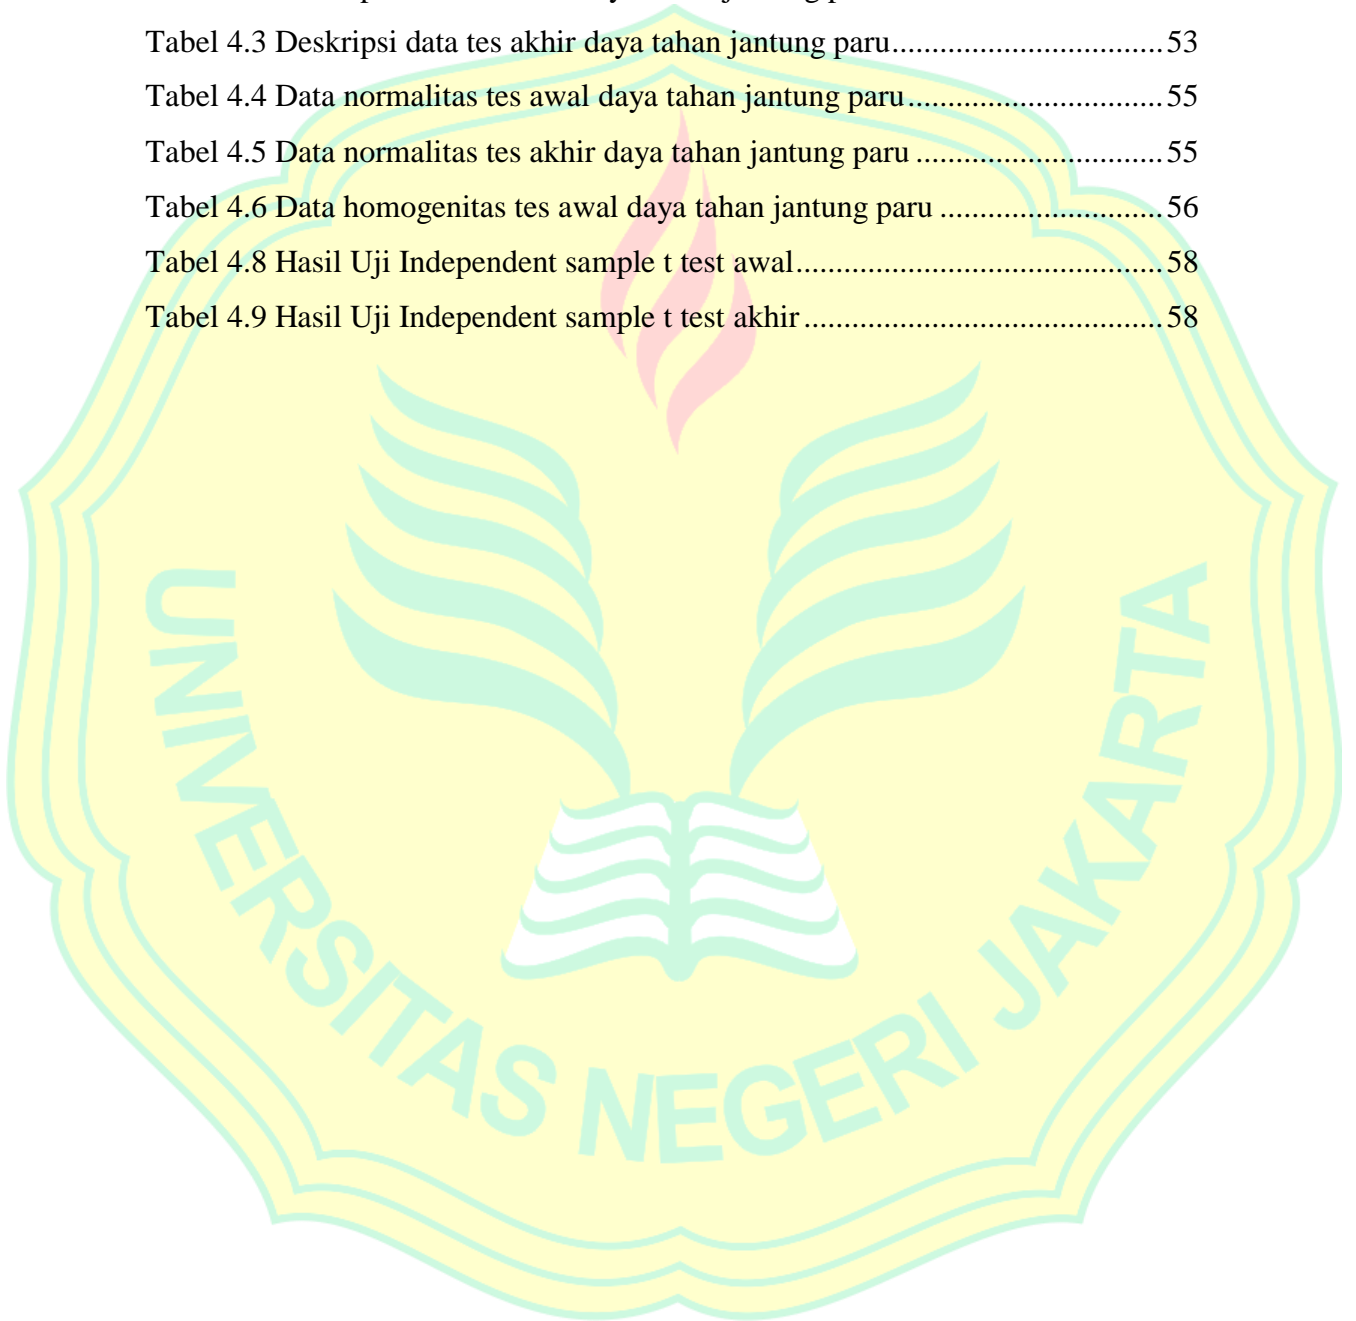 Tabel 4.3 Deskripsi data tes akhir daya tahan jantung paru.................................53
Tabel 4.4 Data normalitas tes awal daya tahan jantung paru...............................55
Tabel 4.5 Data normalitas tes akhir daya tahan jantung paru ..............................55
Tabel 4.6 Data homogenitas tes awal daya tahan jantung paru ...........................56
Tabel 4.8 Hasil Uji Independent sample t test awal............................................58
Tabel 4.9 Hasil Uji Independent sample t test akhir ...........................................58
UNIVERSITAS NEGERI JAKARTA